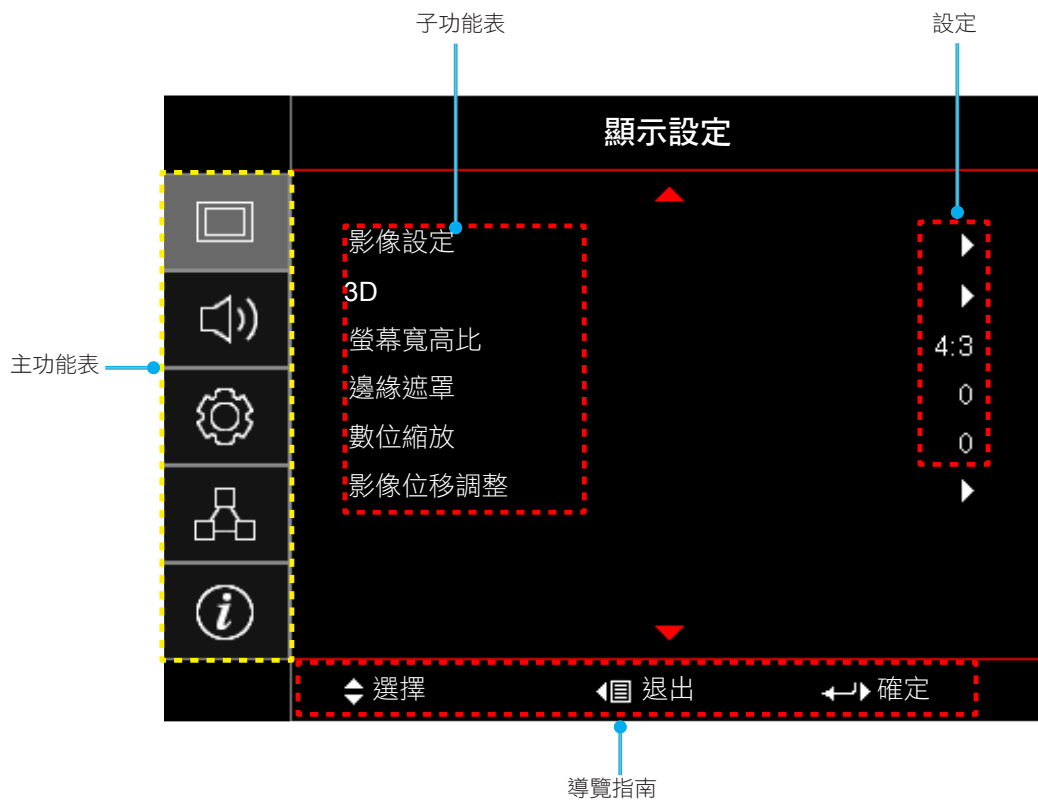 子功能表
設定
顯示設定
影像設定
3D
螢幕寬高比
4:3
主功能表
邊緣遮罩
0
數位縮放
0
影像位移調整
選擇
退出
確定
導覽指南